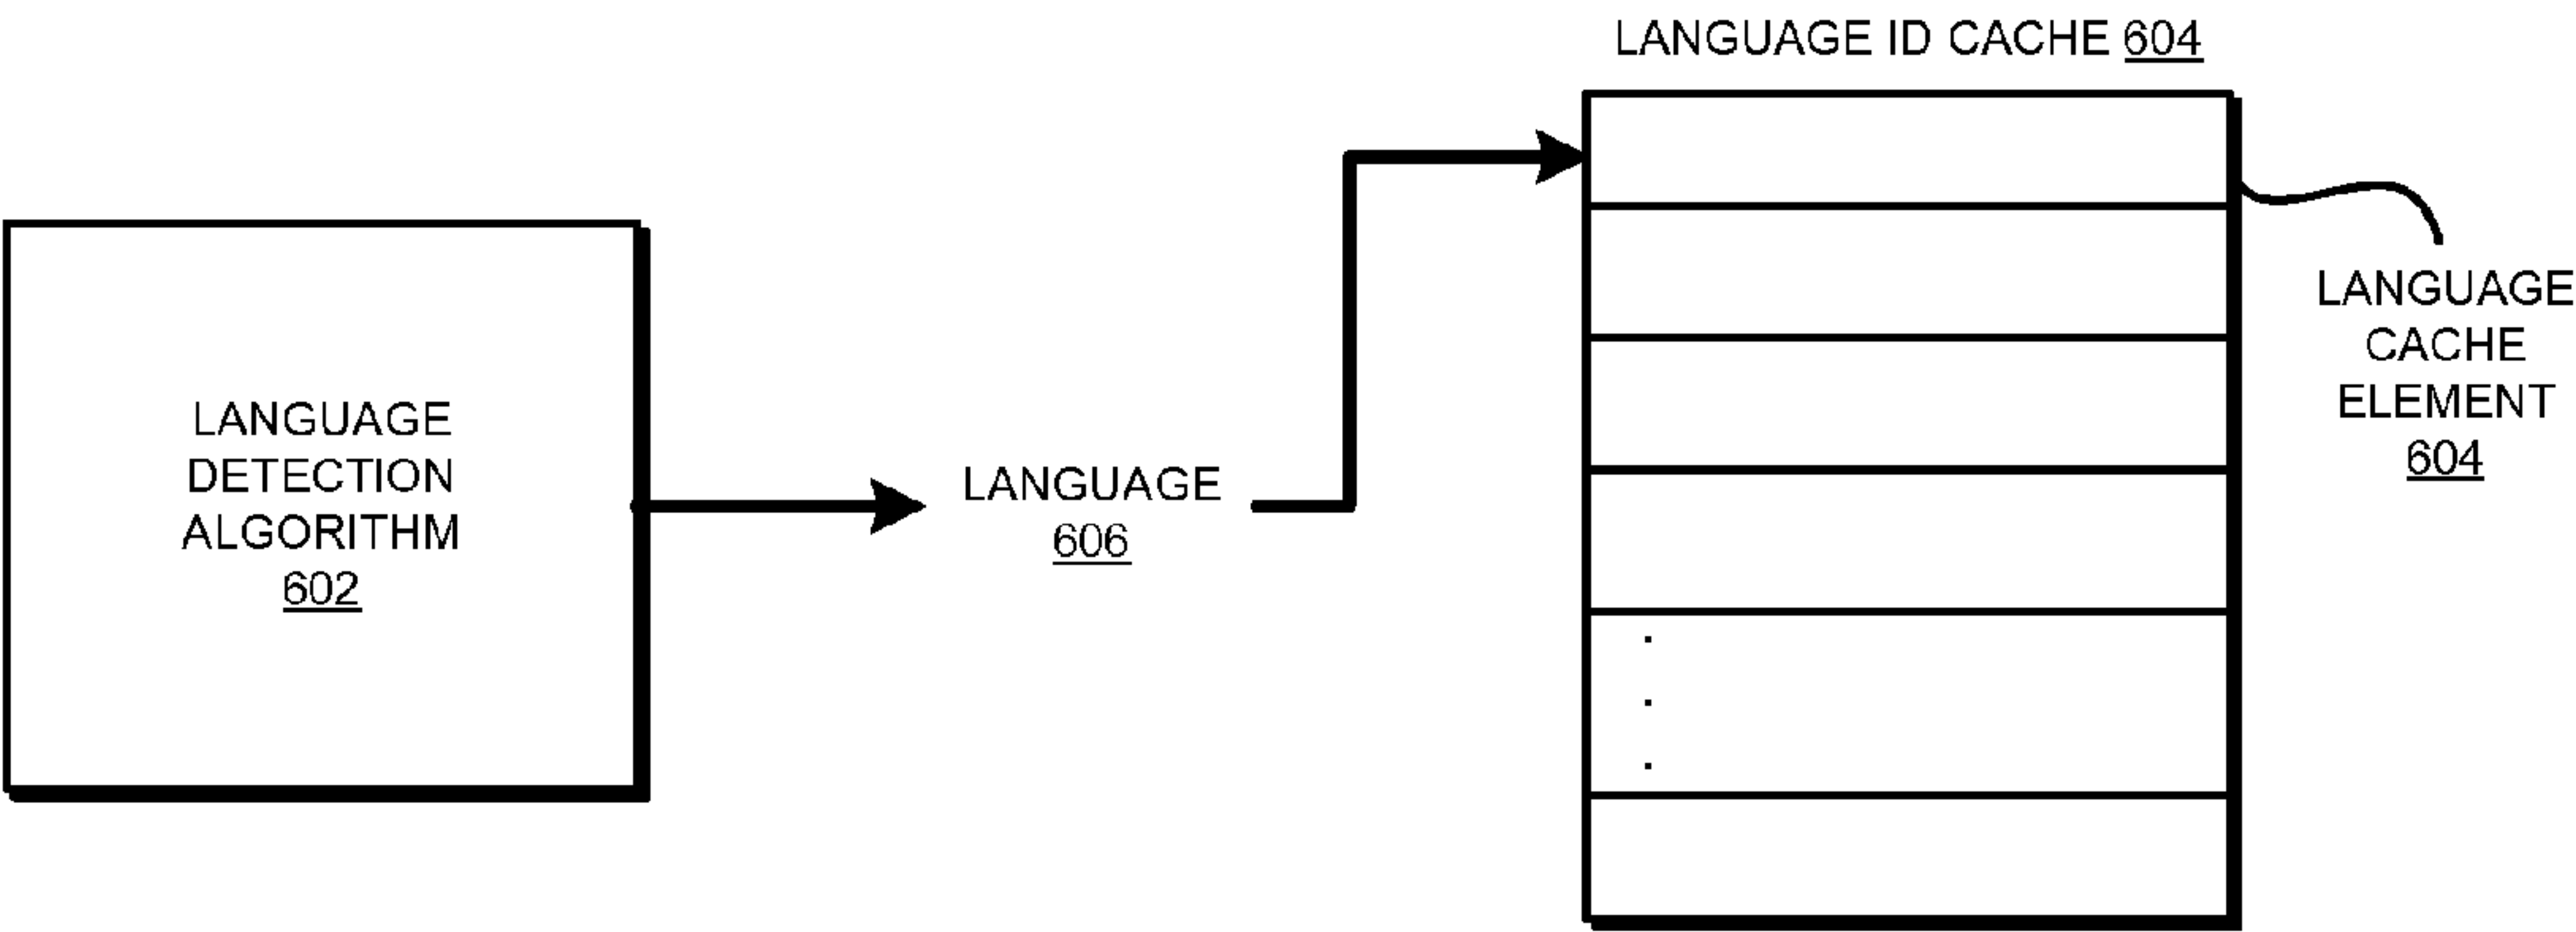 LANGUAGE ID CACHE 604
LANGUAGE
DETECTION
ALGORITHM
602
LANGUAGE
606
LANGUAGE
CACHE
ELEMENT
604